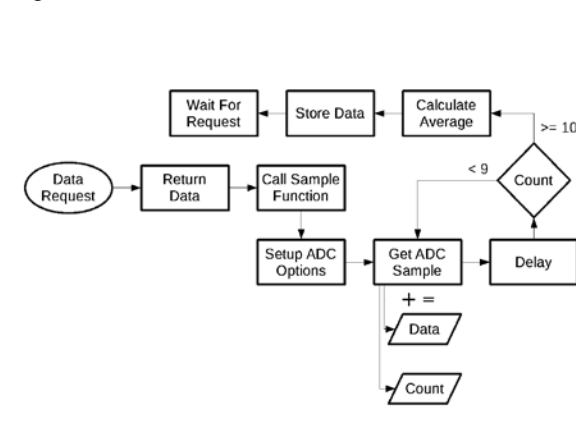 Wait For
Request
Store Data
Calculate
Average
>= 10
Data
Request
Return
Data
Call Sample
Function
< 9
Count
Setup ADC
Options
Get ADC
Sample
Delay
+ =
Data
Count